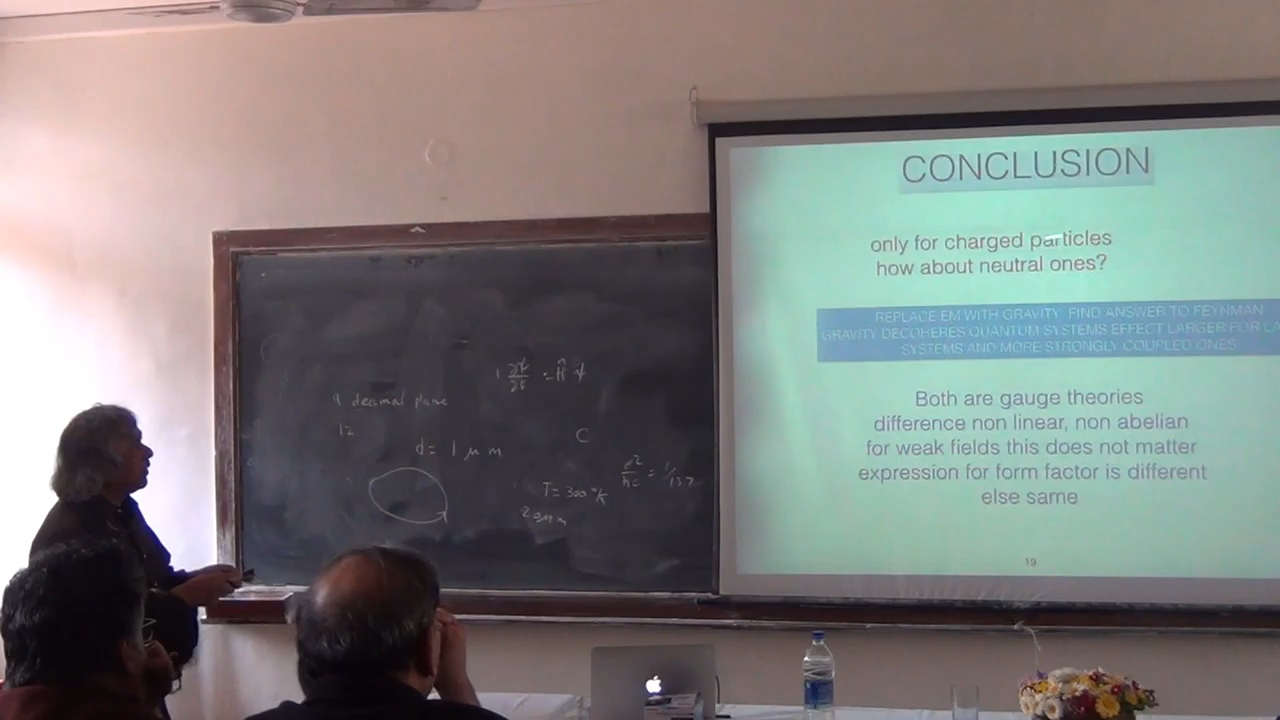 CONCLUSION
only for charged particles
how about neutral ones?
REPLACE EM WITH GRAVITY FIND ANSWER TO FEYNMAN
GRAVITY DECOHERES QUANTUM SYSTEMS EFFECT LARGER FOR
SYSTEMS AND MORE STRONGLY COUPLED ONES
Both are gauge theories
difference non linear, non abelian
for weak fields this does not matter
expression for form factor is different
else same
19
decimal
12
d = 1 μ m
C
T = 300 °K
e²/ħc = 1/137
20 μm